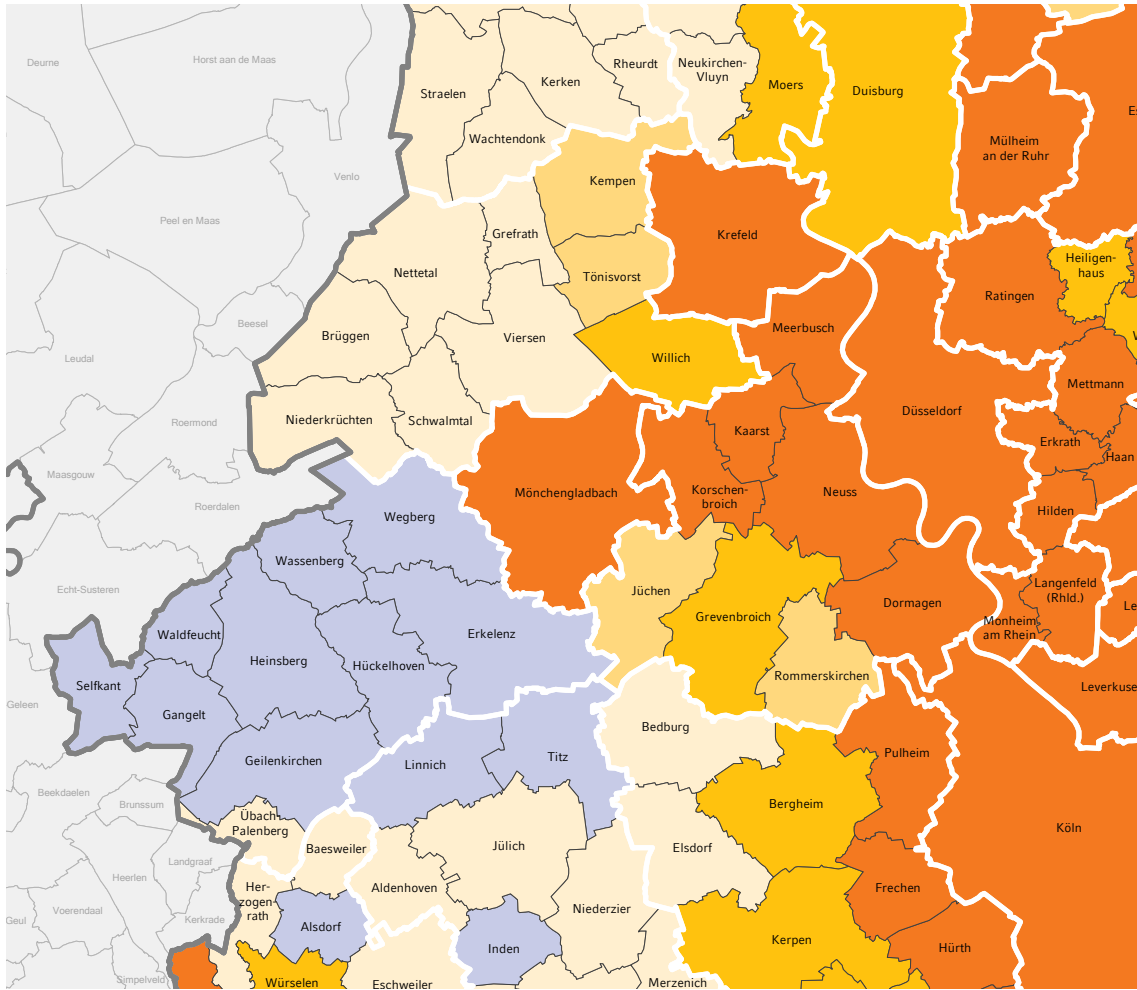 Deurne
Horst aan de Maas
Straelen
Kerken
Rheurdt
Neukirchen-
Vluyn
Moers
Duisburg
Mülheim
an der Ruhr
Wachtendonk
Venlo
Kempen
Peel en Maas
Krefeld
Grefrath
Nettetal
Tönisvorst
Heiligen-
haus
Ratingen
Beesel
Brüggen
Viersen
Meerbusch
Leudal
Willich
Mettmann
Niederkrüchten
Schwalmtal
Roermond
Kaarst
Düsseldorf
Erkrath
Haan
Maasgouw
Mönchengladbach
Korschen-
broich
Neuss
Hilden
Roerdalen
Wegberg
Wassenberg
Echt-Susteren
Jüchen
Langenfeld
(Rhld.)
Dormagen
Le
Grevenbroich
Monheim
am Rhein
Waldfeucht
Erkelenz
Heinsberg
Hückelhoven
Rommerskirchen
Selfkant
Leverkuse
Geleen
Gangelt
Bedburg
Pulheim
Geilenkirchen
Linnich
Titz
Beekdaelen
Brunssum
Bergheim
Übach-
Palenberg
Köln
Baesweiler
Jülich
Elsdorf
Landgraaf
Heerlen
Her-
zogen-
rath
Aldenhoven
Frechen
Voerendaal
Geul
Kerkrade
Alsdorf
Niederzier
Inden
Kerpen
Hürth
Simpelveld
Würselen
Eschweiler
Merzenich